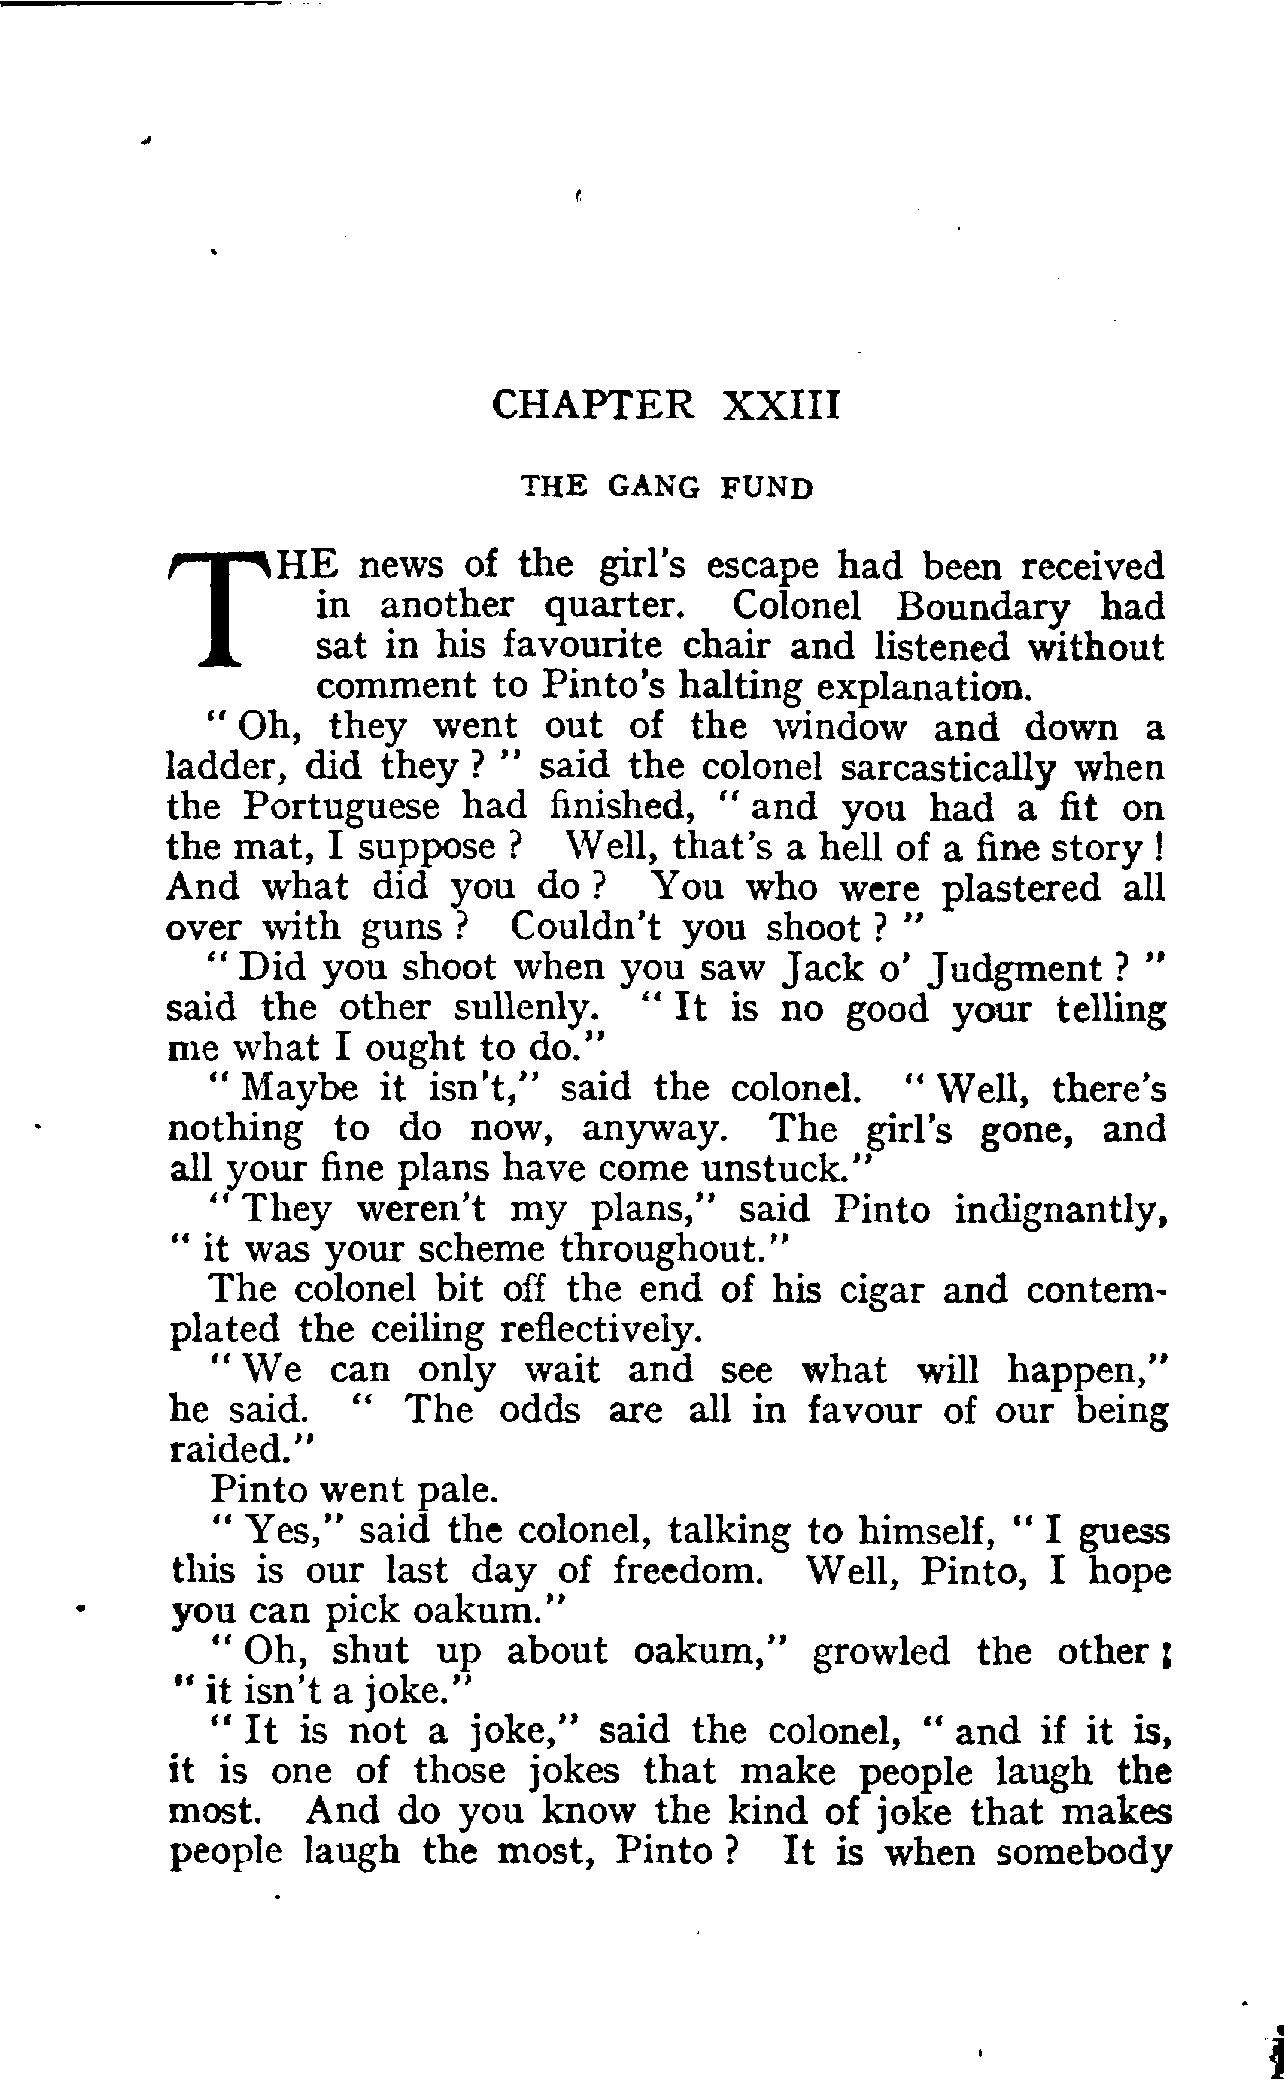 CHAPTER XXIII
THE GANG FUND
THE news of the girl's escape had been received
in another quarter. Colonel Boundary had
sat in his favourite chair and listened without
comment to Pinto's halting explanation.
" Oh, they went out of the window and down a
ladder, did they ? " said the colonel sarcastically when
the Portuguese had finished, " and you had a fit on
the mat, I suppose ? Well, that's a hell of a fine story !
And what did you do ? You who were plastered all
over with guns ? Couldn't you shoot ? "
" Did you shoot when you saw Jack o' Judgment ? "
said the other sullenly. " It is no good your telling
me what I ought to do."
" Maybe it isn't," said the colonel. " Well, there's
nothing to do now, anyway. The girl's gone, and
all your fine plans have come unstuck."
" They weren't my plans," said Pinto indignantly,
" it was your scheme throughout."
The colonel bit off the end of his cigar and contem-
plated the ceiling reflectively.
" We can only wait and see what will happen,"
he said. " The odds are all in favour of our being
raided."
Pinto went pale.
" Yes," said the colonel, talking to himself, " I guess
this is our last day of freedom. Well, Pinto, I hope
you can pick oakum."
" Oh, shut up about oakum," growled the other ;
" it isn't a joke."
" It is not a joke," said the colonel, " and if it is,
it is one of those jokes that make people laugh the
most. And do you know the kind of joke that makes
people laugh the most, Pinto ? It is when somebody